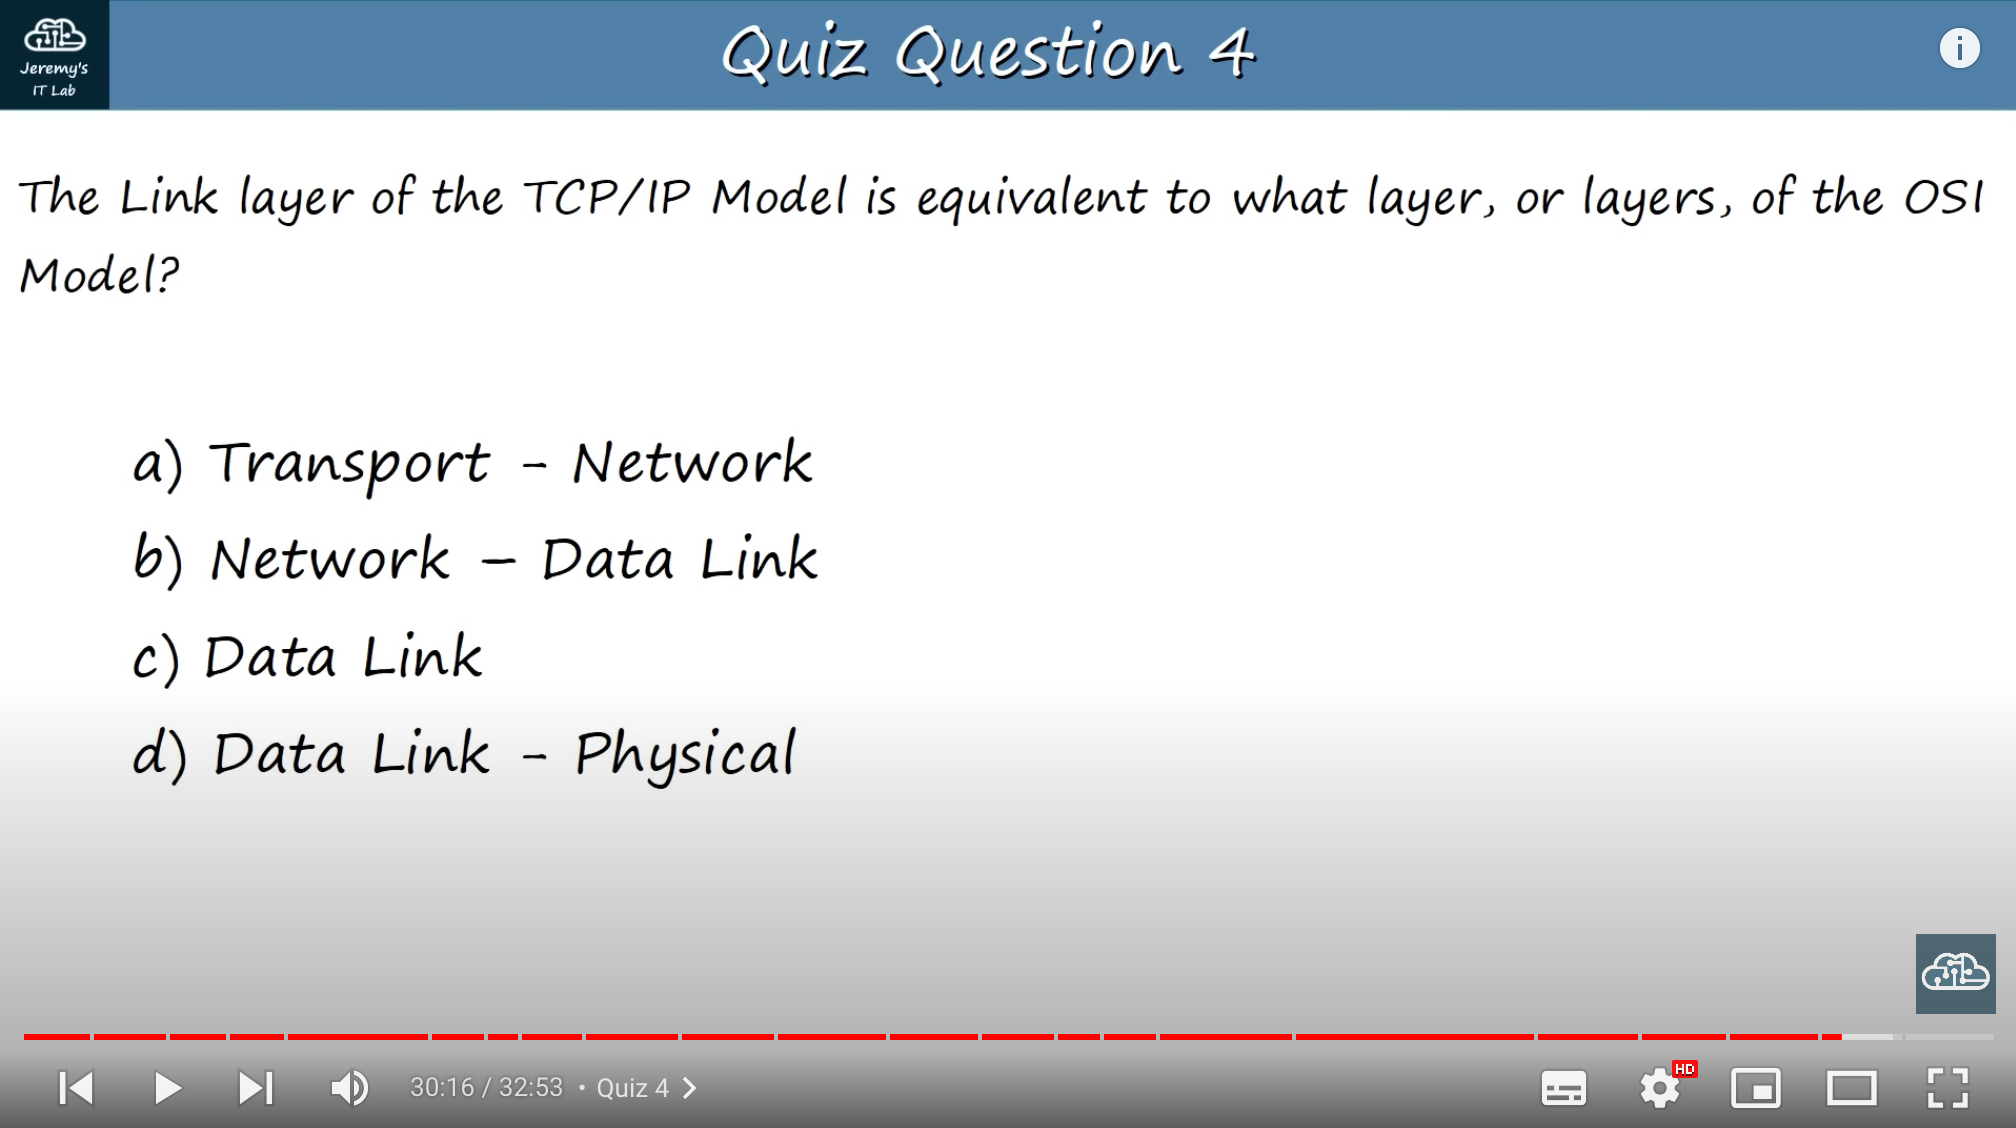 Jeremy's
IT Lab
Quiz Question 4
The Link layer of the TCP/IP Model is equivalent to what layer, or layers, of the OSI
Model?
a) Transport - Network
b) Network – Data Link
c) Data Link
d) Data Link - Physical
30:16 / 32:53 • Quiz 4
HD